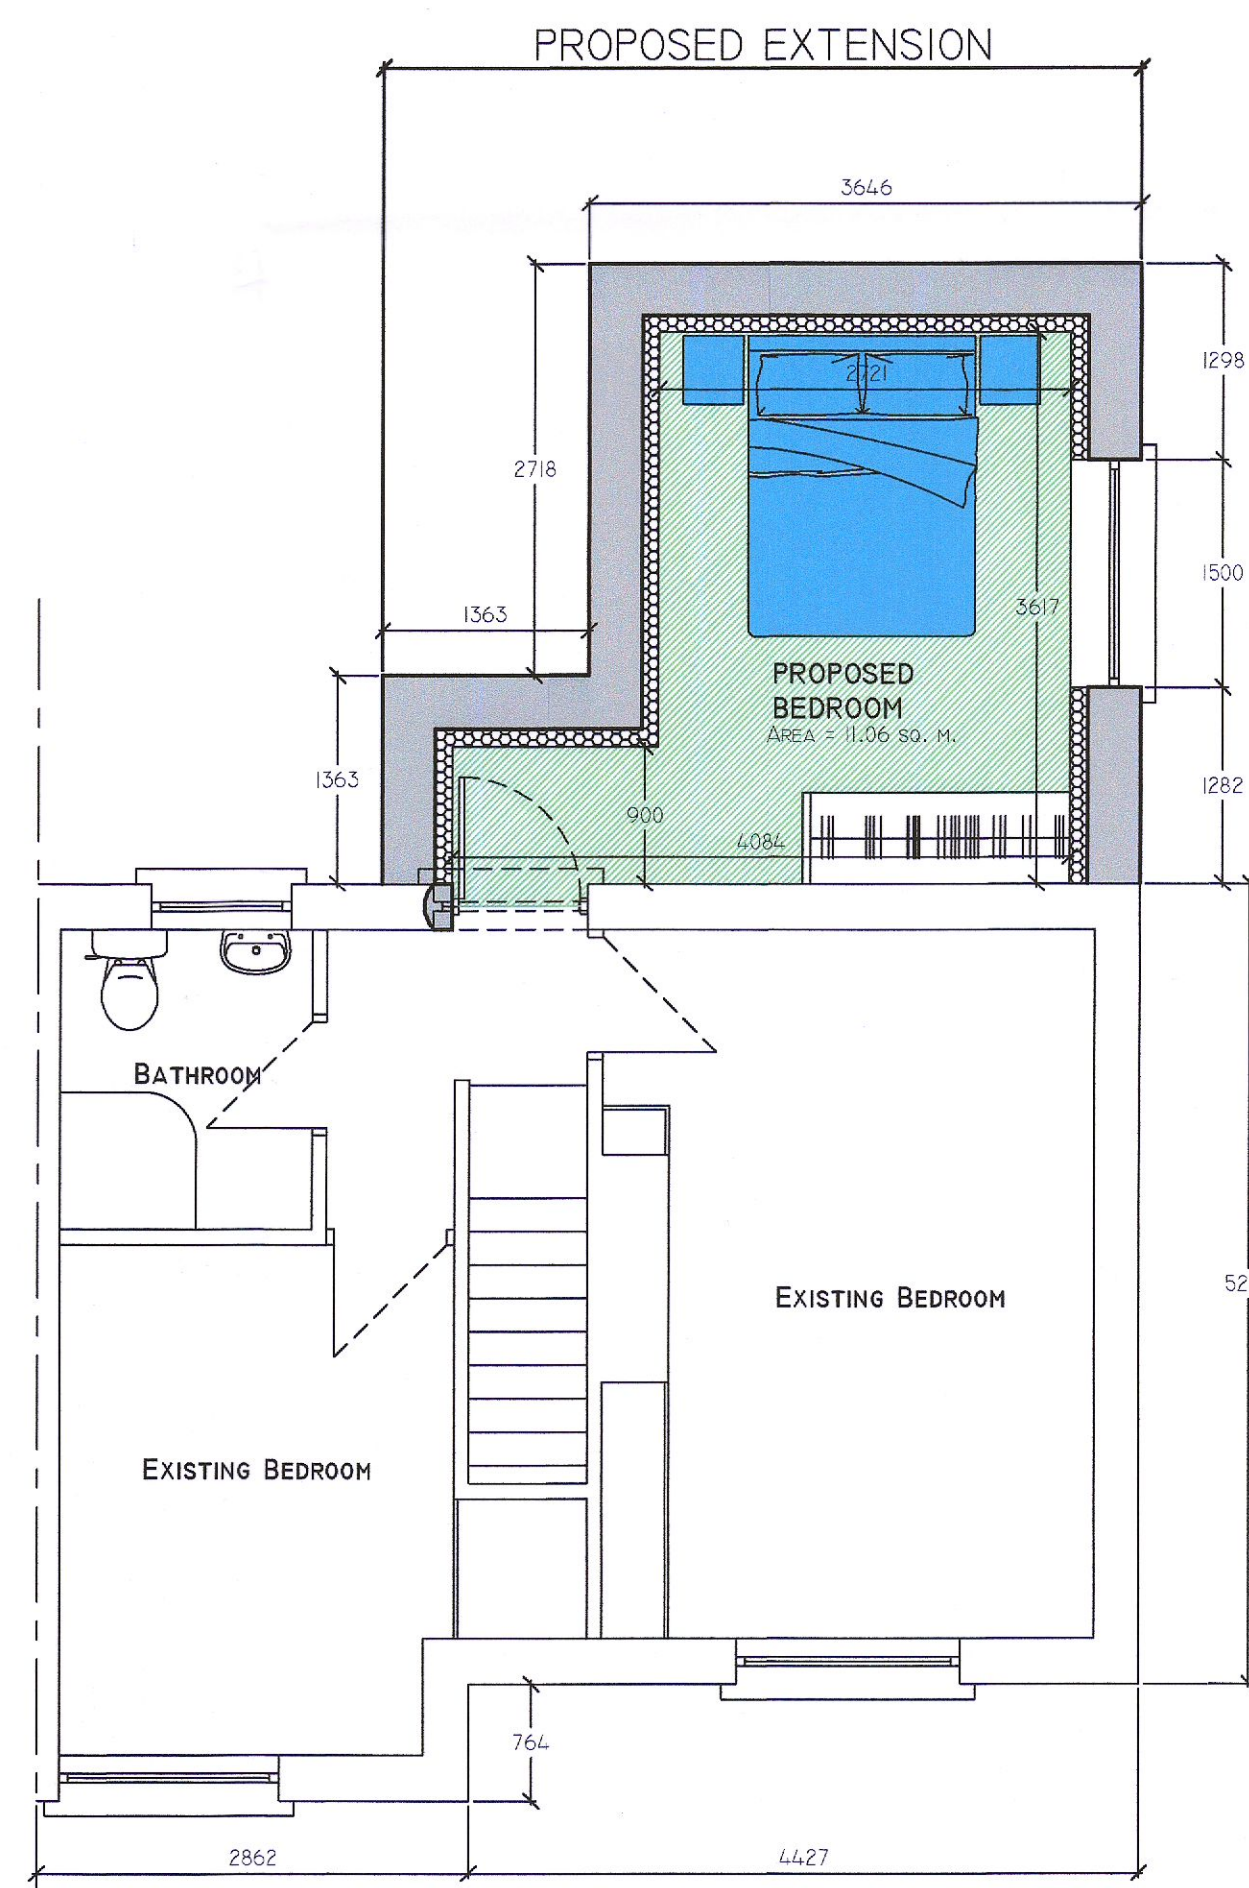 PROPOSED EXTENSION
3646
1298
2721
2718
1500
3617
1363
PROPOSED
BEDROOM
AREA = 11.06 SQ. M.
1363
1282
900
4084
BATHROOM
52
EXISTING BEDROOM
EXISTING BEDROOM
764
2862
4427